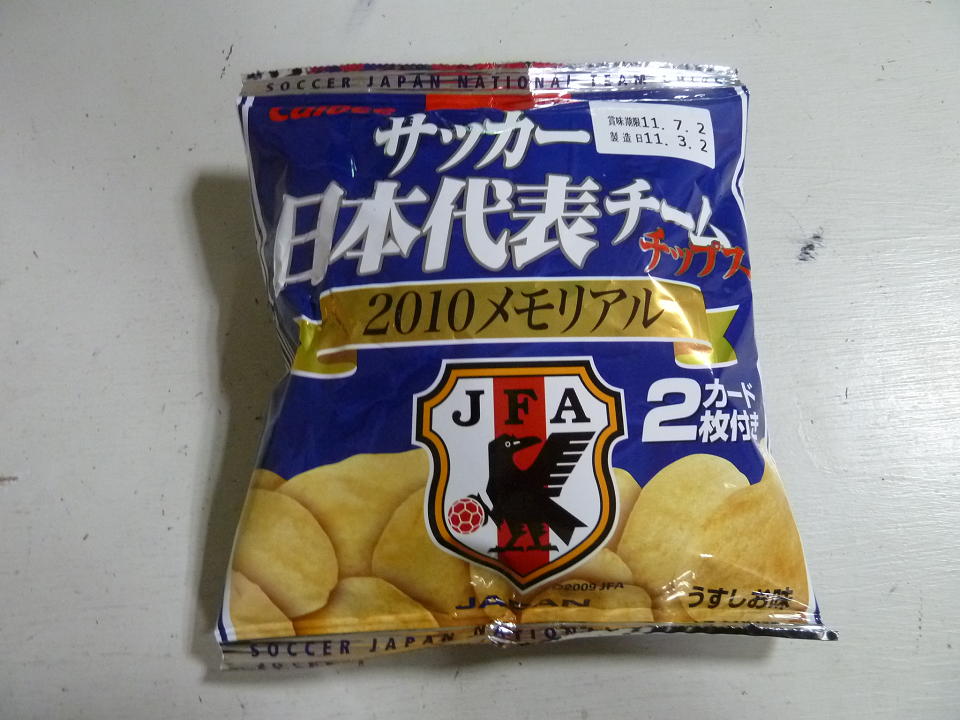 SOCCER JAPAN NATIONAL TEAM CHIPS
Calbee
賞味期限11.7.2
製造日11.3.2
サッカー
日本代表チーム
チップス
2010メモリアル
JFA
2カード
枚付き
©2009 JFA
JAPAN
うすしお味
SOCCER JAPAN NATION